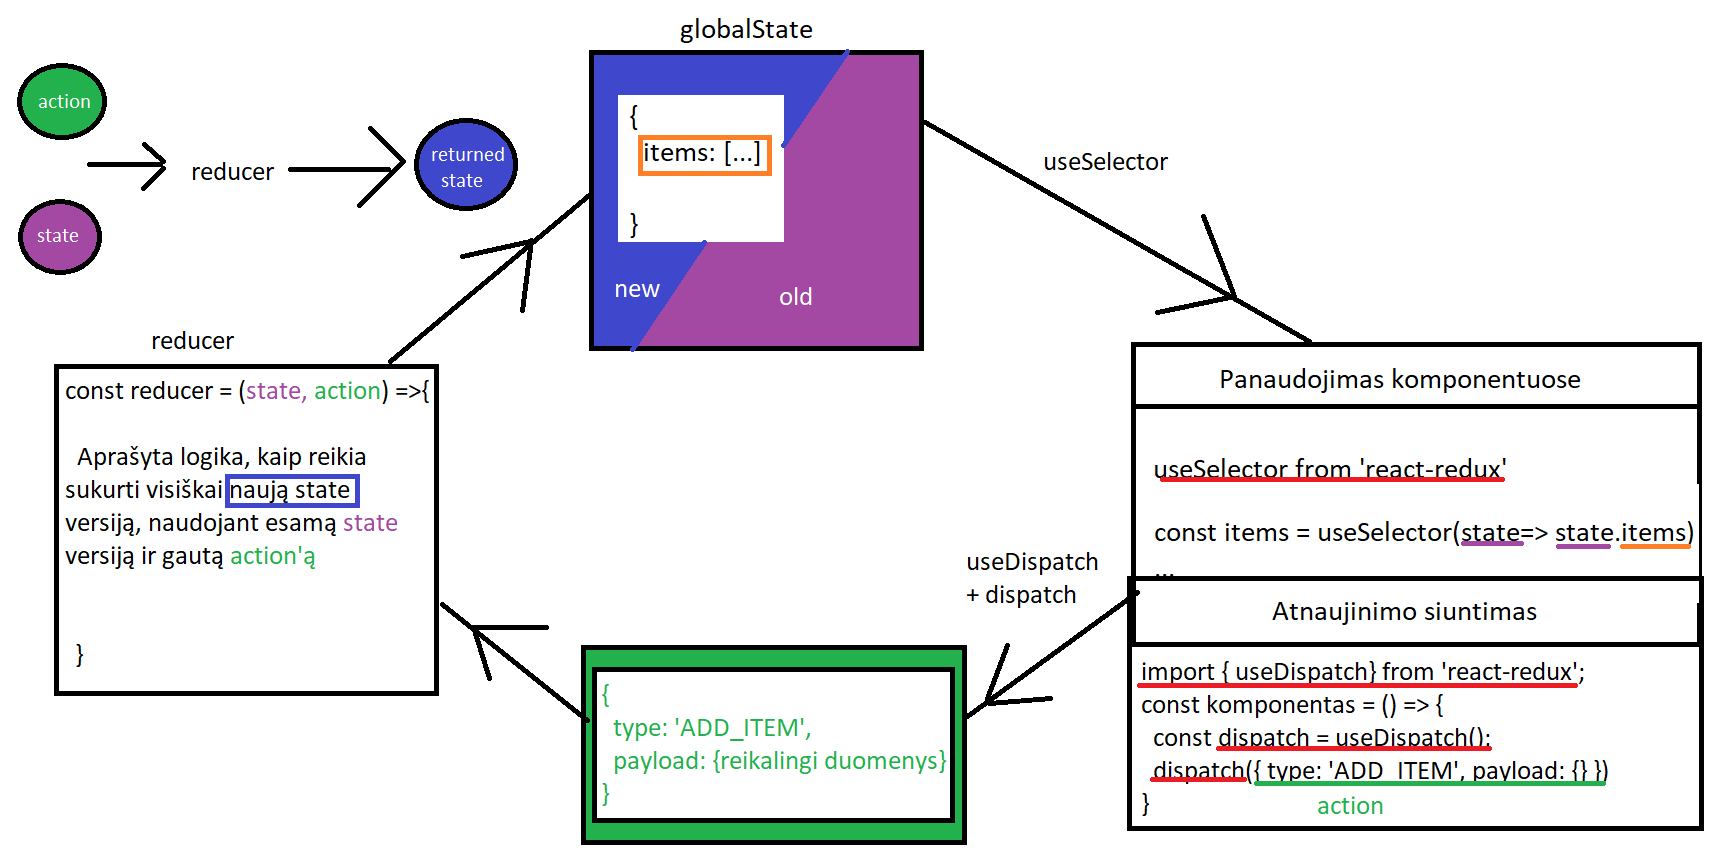 globalState
action
reducer
returned
state
state
{
items: [...]
}
new
old
useSelector
reducer
const reducer = (state, action) =>{
Aprašyta logika, kaip reikia
sukurti visiškai naują state
versiją, naudojant esamą state
versiją ir gautą action'ą
}
Panaudojimas komponentuose
useSelector from 'react-redux'
const items = useSelector(state=> state.items)
...
useDispatch
+ dispatch
Atnaujinimo siuntimas
import { useDispatch} from 'react-redux';
const komponentas = () => {
const dispatch = useDispatch();
dispatch({ type: 'ADD_ITEM', payload: {} })
}
action
{
type: 'ADD_ITEM',
payload: {reikalingi duomenys}
}